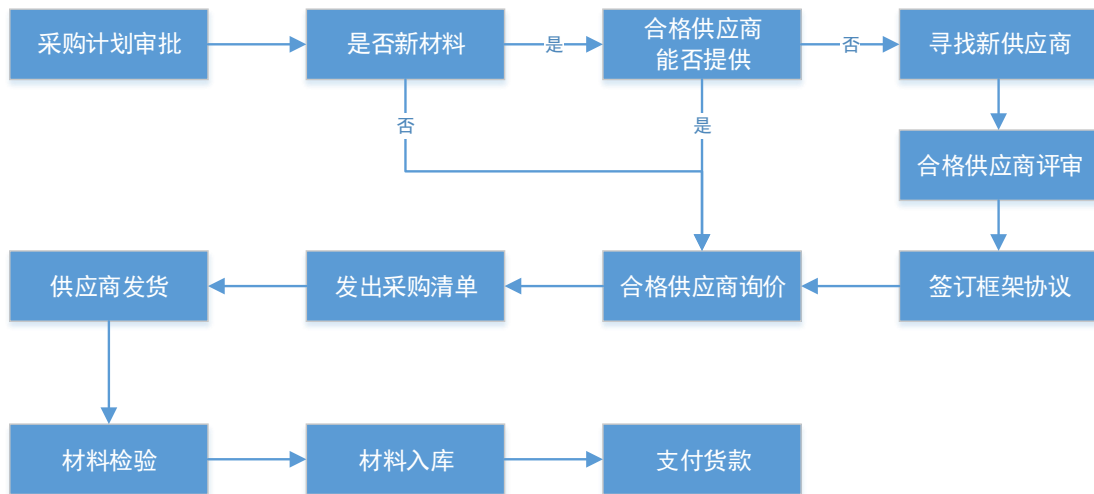 采购计划审批
是否新材料
是
合格供应商
能否提供
否
寻找新供应商
否
是
合格供应商评审
供应商发货
发出采购清单
合格供应商询价
签订框架协议
材料检验
材料入库
支付货款